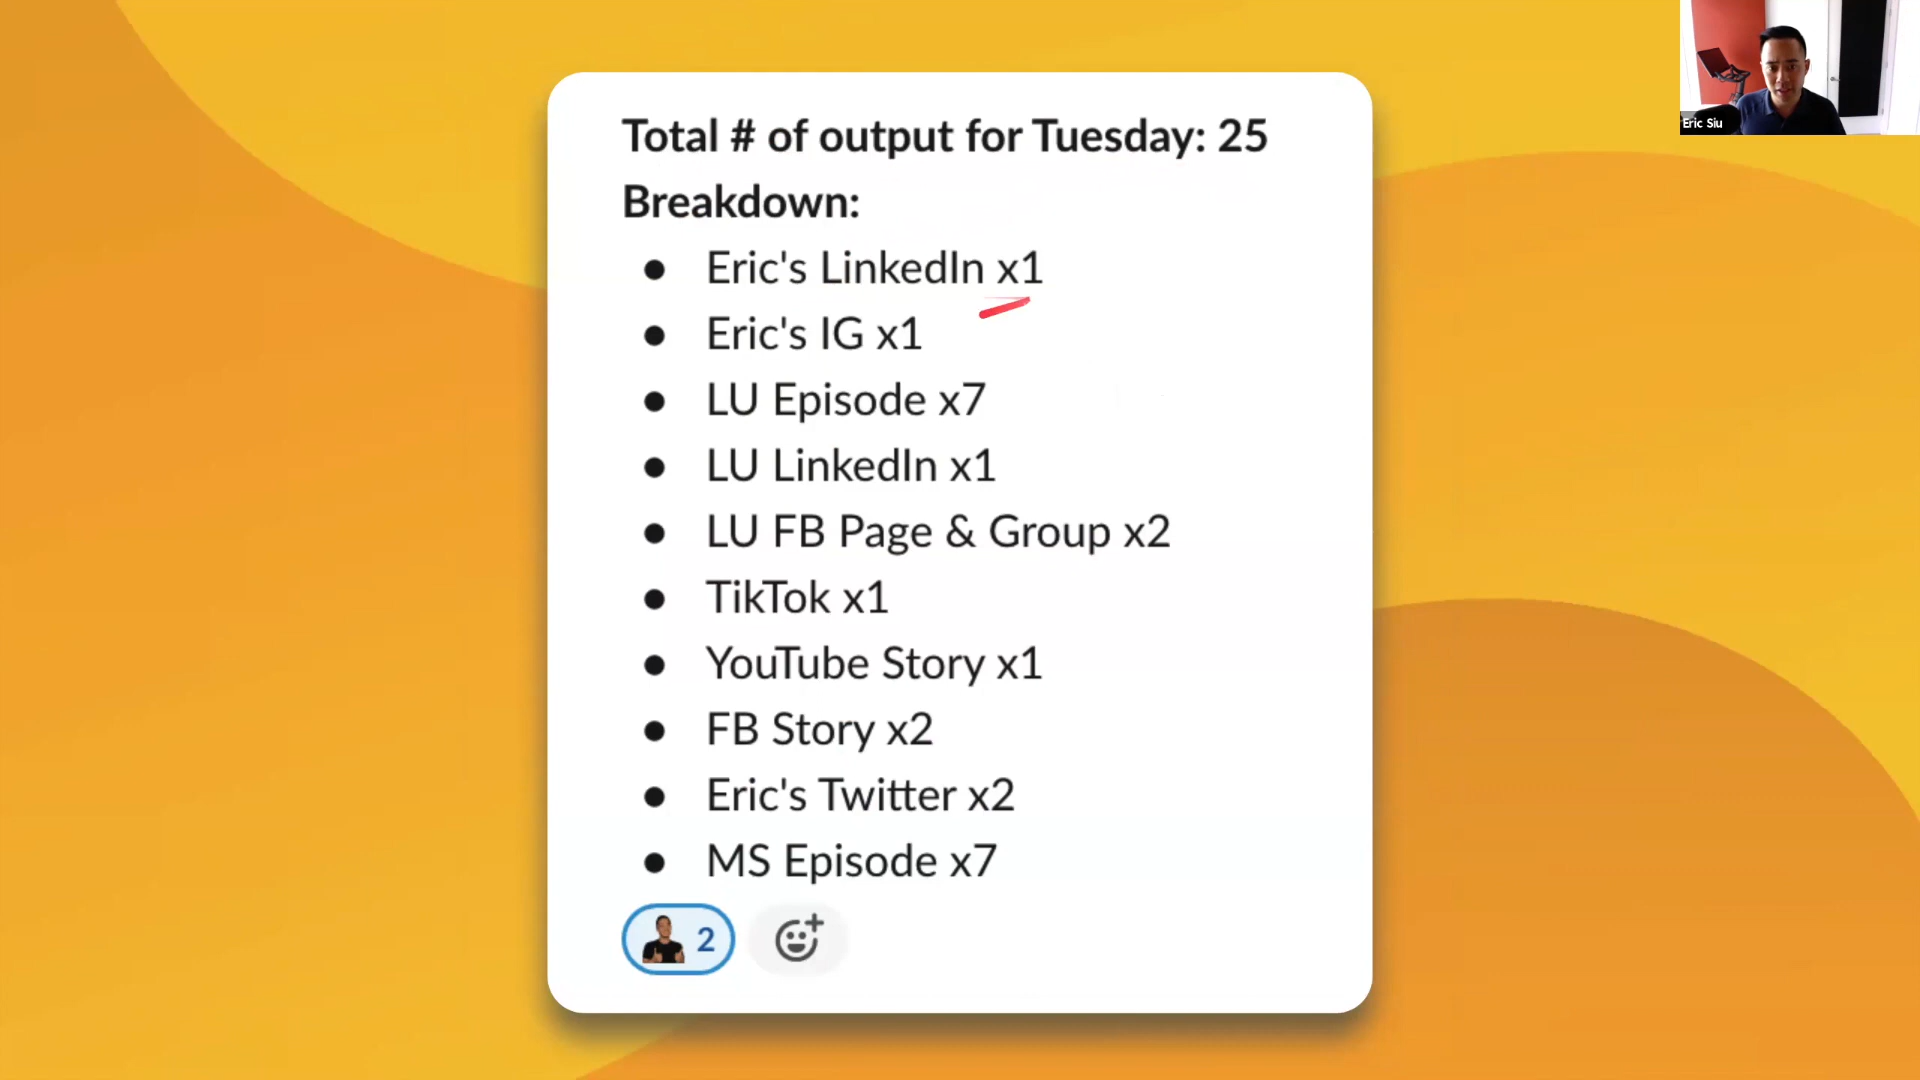 Total # of output for Tuesday: 25
Breakdown:
● Eric's LinkedIn x1
● Eric's IG x1
● LU Episode x7
● LU LinkedIn x1
● LU FB Page & Group x2
● TikTok x1
● YouTube Story x1
● FB Story x2
● Eric's Twitter x2
● MS Episode x7
2
Eric Siu